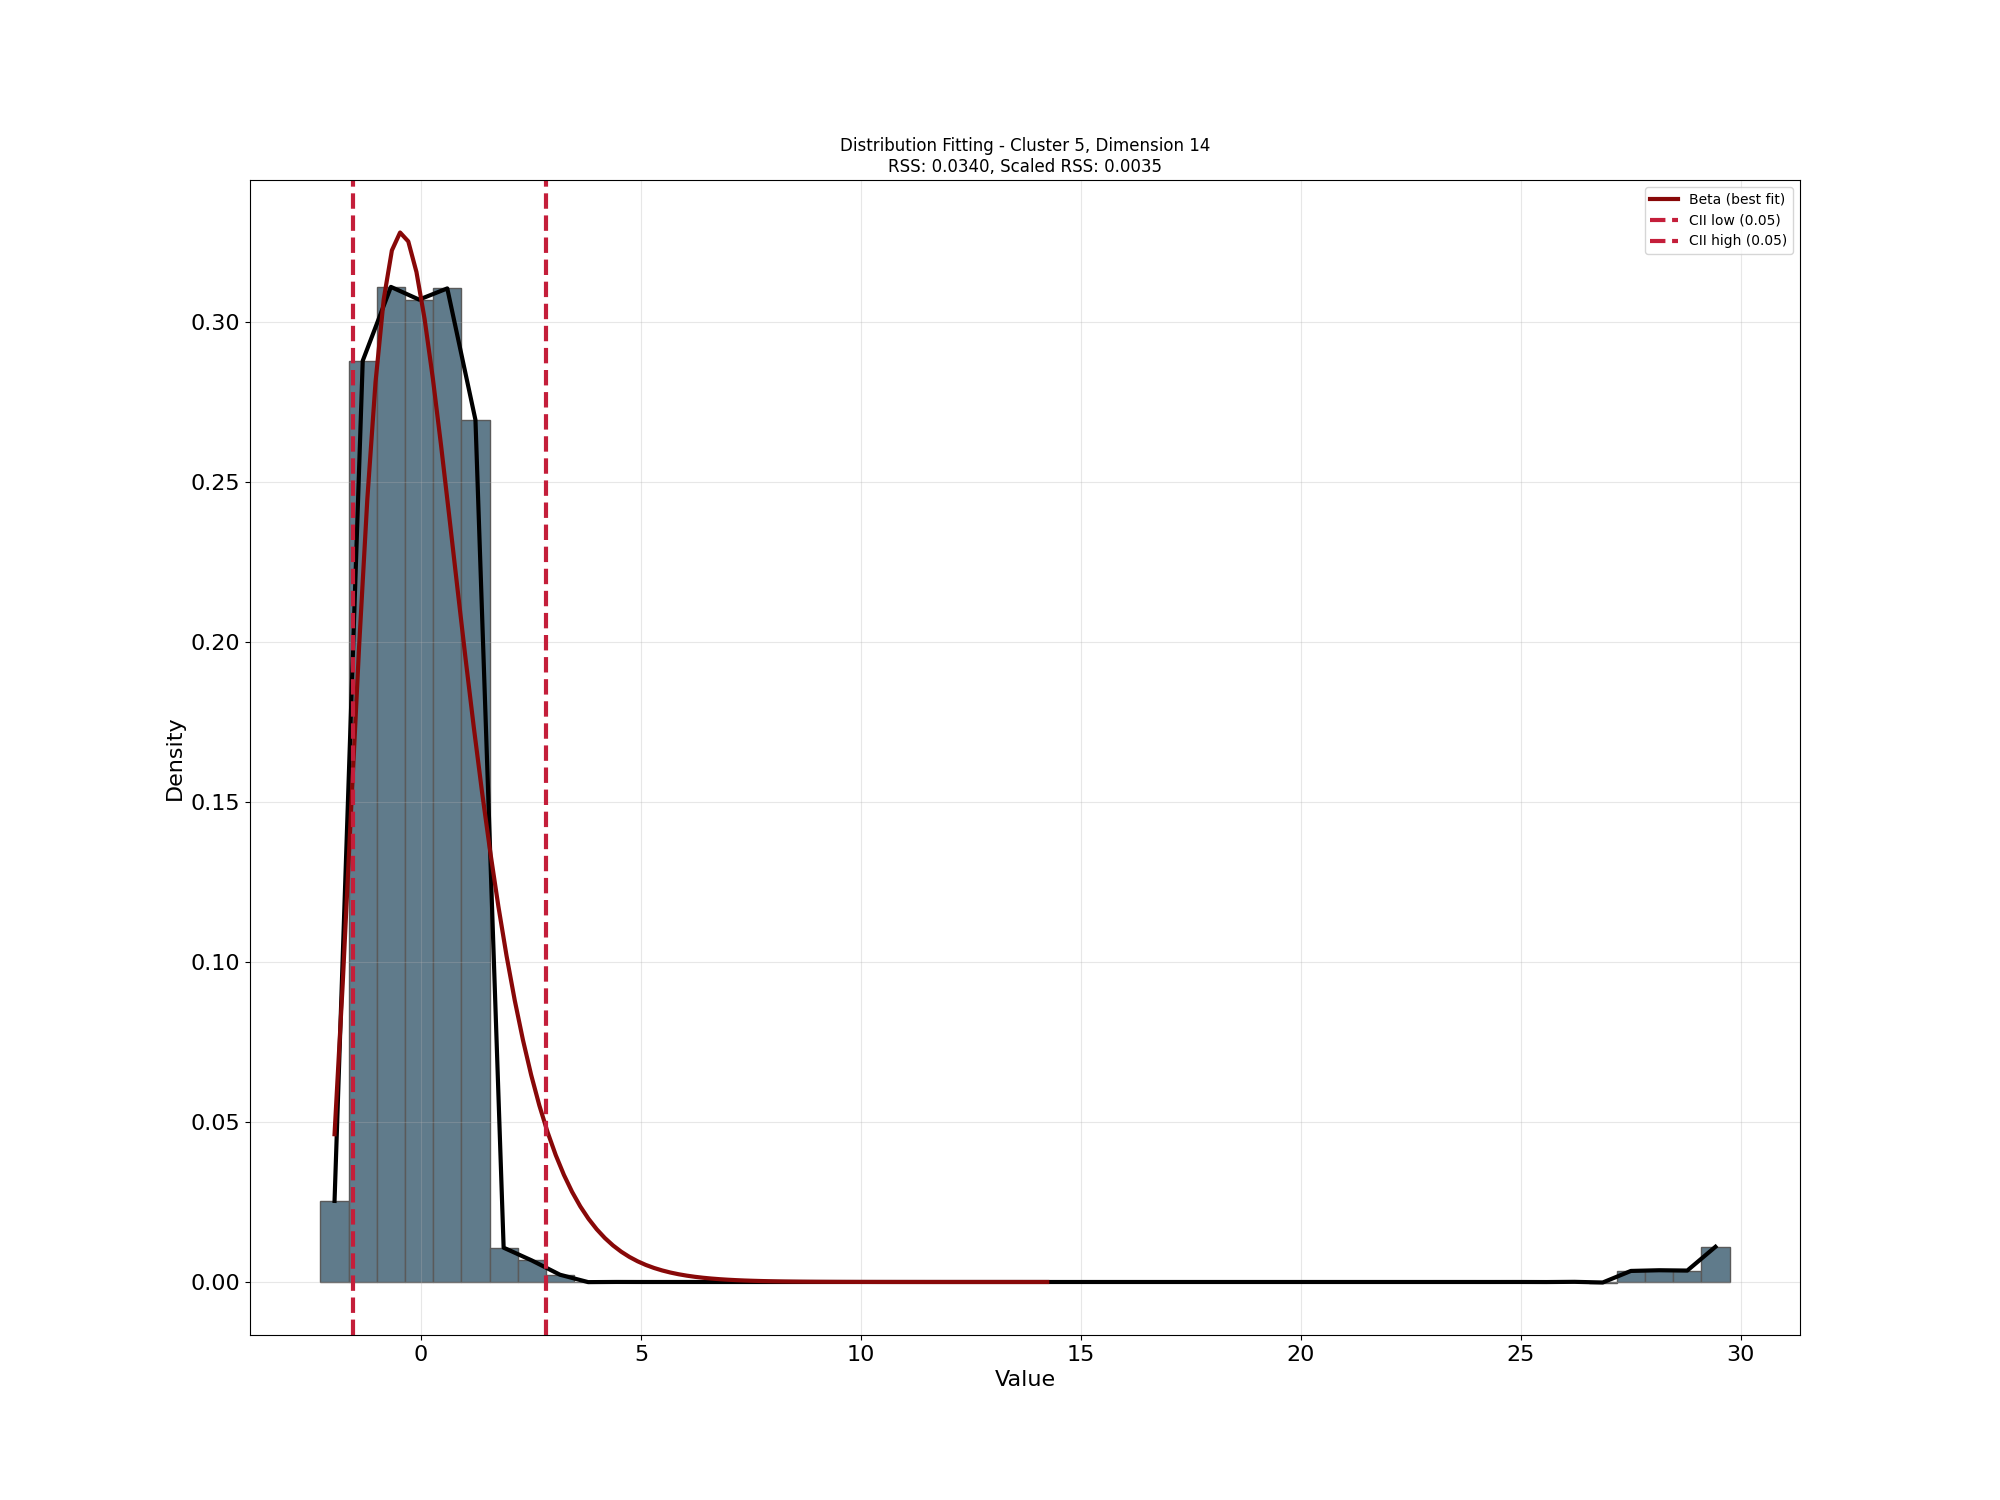 Distribution Fitting - Cluster 5, Dimension 14
RSS: 0.0340, Scaled RSS: 0.0035
Beta (best fit)
CII low (0.05)
CII high (0.05)
0.30
0.25
0.20
0.15
0.10
0.05
0.00
Density
0 5 10 15 20 25 30
Value